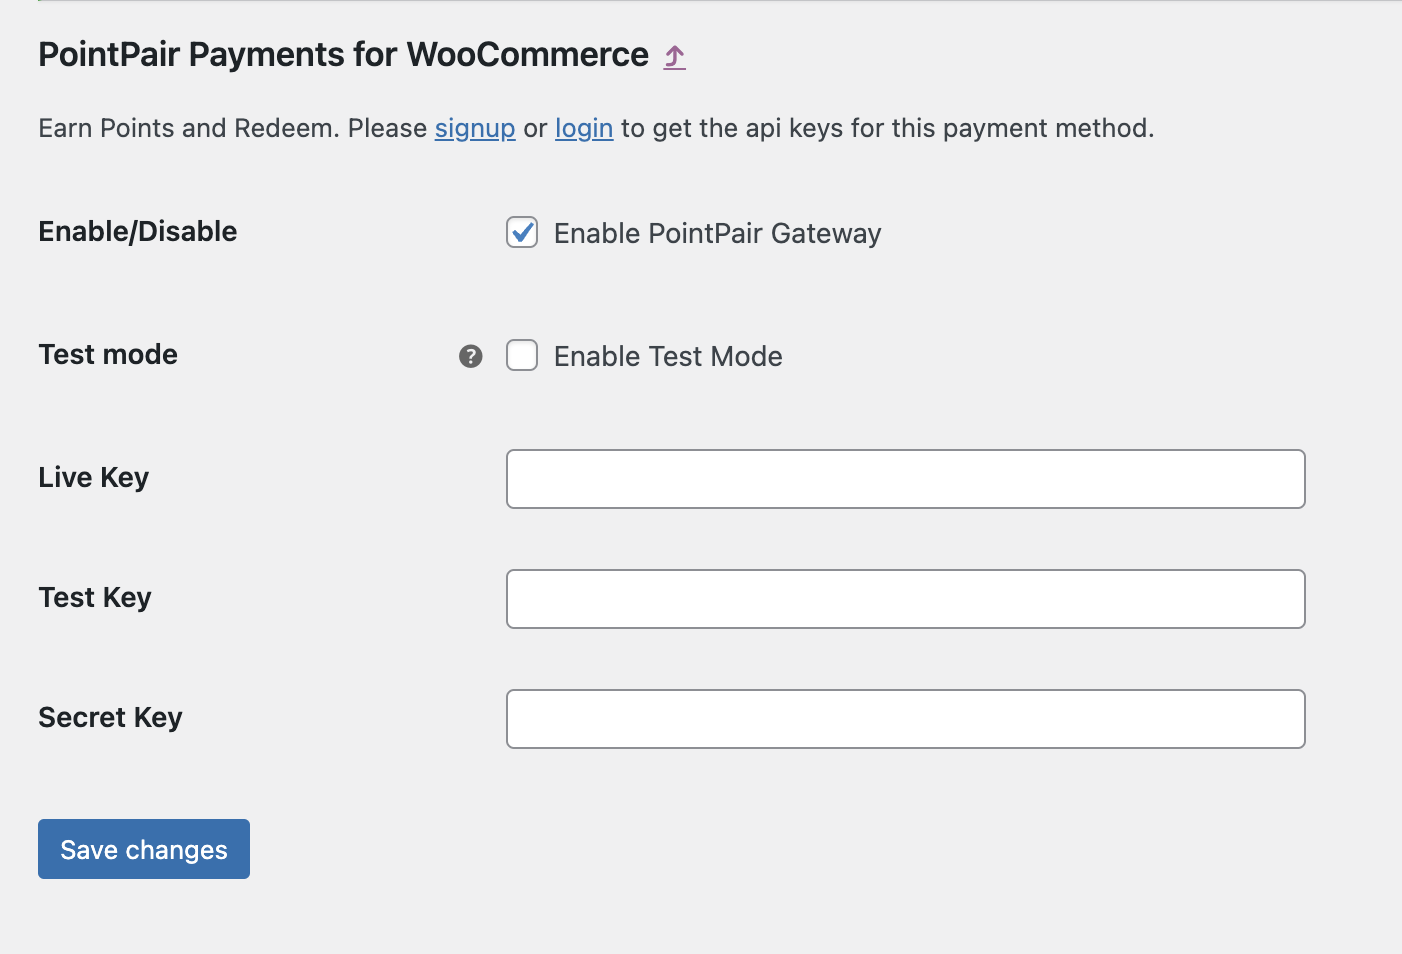 PointPair Payments for WooCommerce ⤴
Earn Points and Redeem. Please signup or login to get the api keys for this payment method.
Enable/Disable
Enable PointPair Gateway
Test mode
? Enable Test Mode
Live Key
Test Key
Secret Key
Save changes